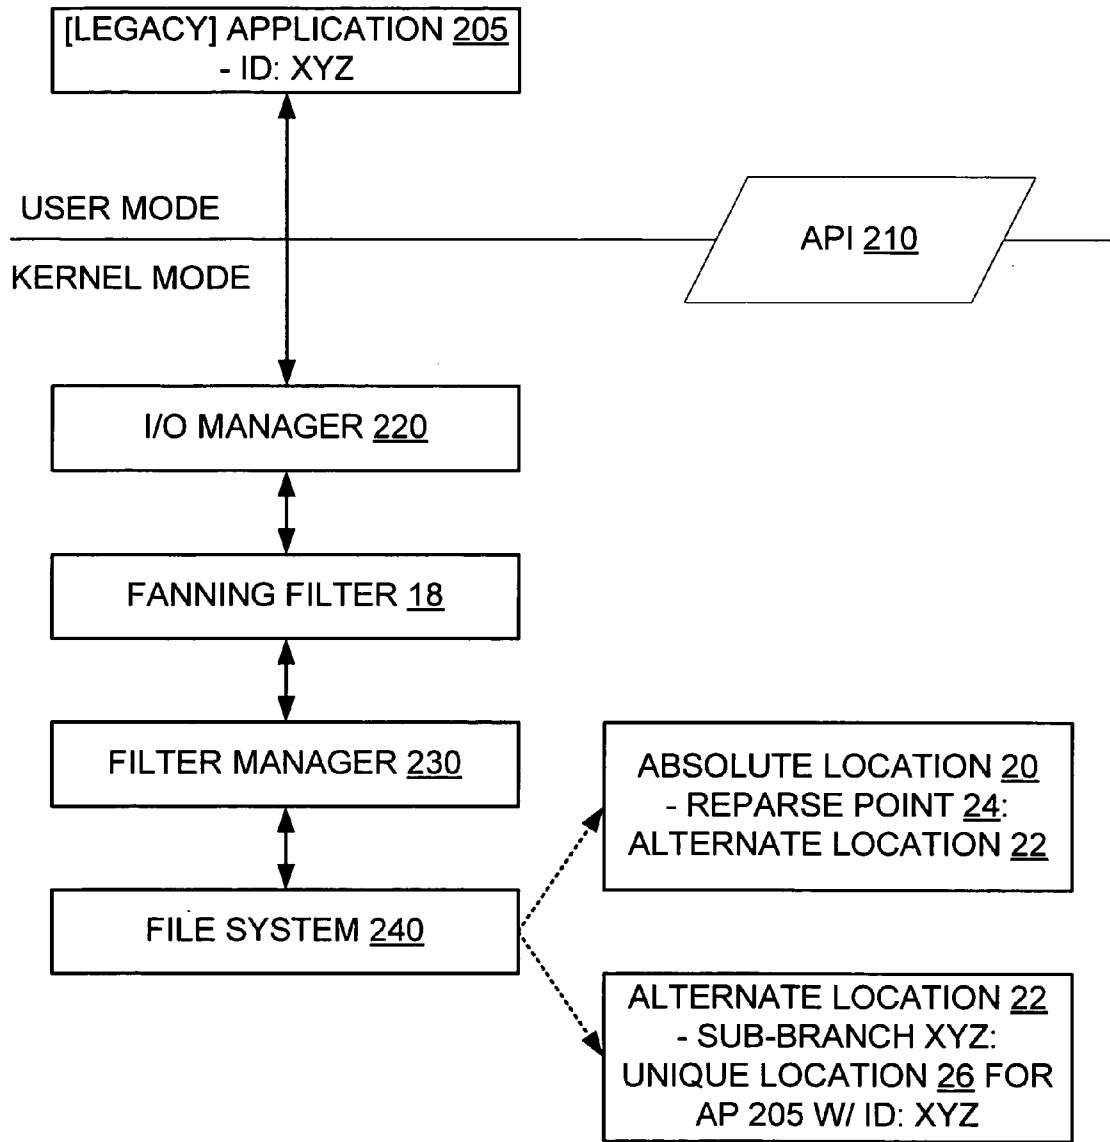 [LEGACY] APPLICATION 205
- ID: XYZ
USER MODE
API 210
KERNEL MODE
I/O MANAGER 220
FANNING FILTER 18
FILTER MANAGER 230
ABSOLUTE LOCATION 20
- REPARSE POINT 24:
ALTERNATE LOCATION 22
FILE SYSTEM 240
ALTERNATE LOCATION 22
- SUB-BRANCH XYZ:
UNIQUE LOCATION 26 FOR
AP 205 W/ ID: XYZ